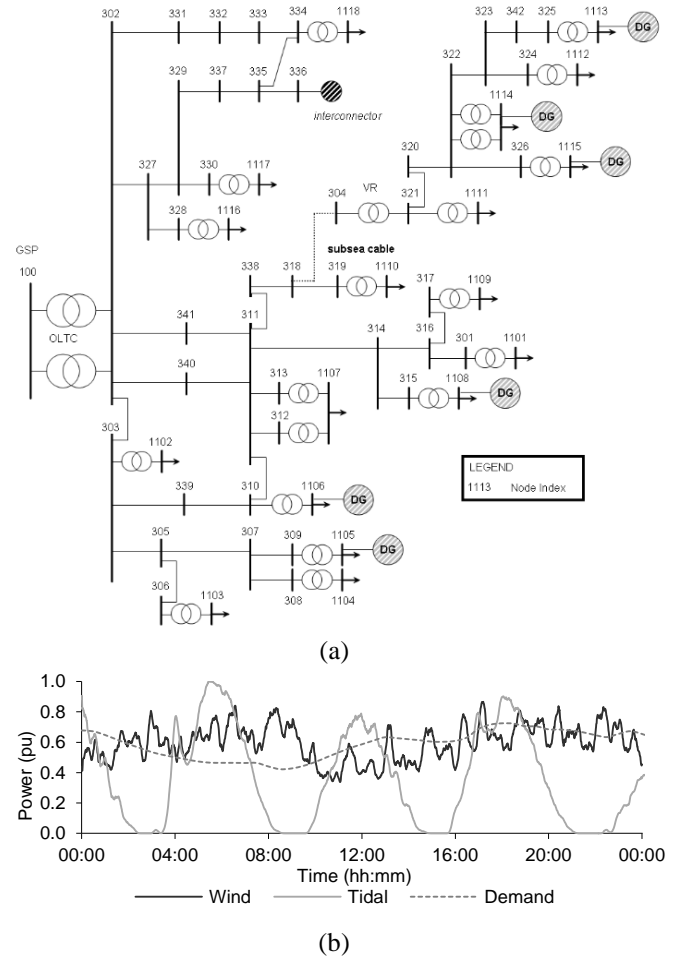 302 331 332 333 334 1118
323 342 325 1113
DG
329 337 335 336
interconnector
322 324 1112
1114
DG
327 330 1117
320
326 1115
DG
328 1116
304 VR 321 1111
GSP
100
subsea cable
338 318 319 1110
317 1109
OLTC
341 311
314 316
301 1101
340
313 1107
315 1108
DG
312
303
1102
LEGEND
1113 Node Index
339 310 1106
DG
305 307 309 1105
DG
306 1103
308 1104
(a)
Power (pu)
1.0
0.8
0.6
0.4
0.2
0.0
00:00 04:00 08:00 12:00 16:00 20:00 00:00
Time (hh:mm)
Wind Tidal Demand
(b)